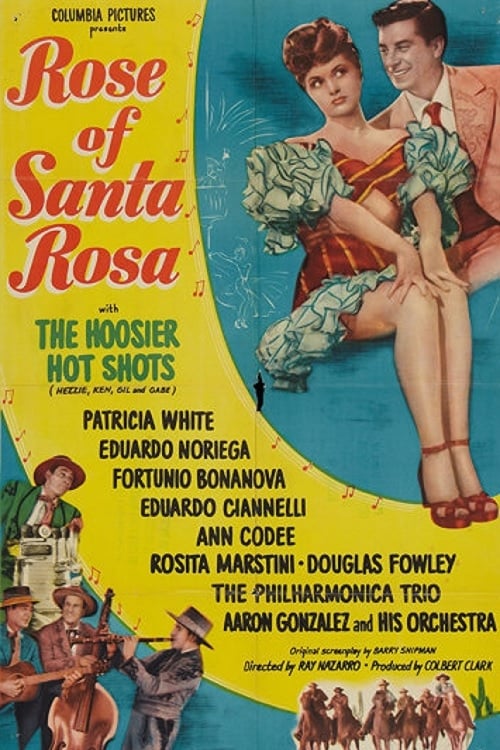 COLUMBIA PICTURES
presents
Rose
of
Santa
Rosa
with
THE HOOSIER
HOT SHOTS
(HEZZIE, KEN, GIL and GABE)
PATRICIA WHITE
EDUARDO NORIEGA
FORTUNIO BONANOVA
EDUARDO CIANNELLI
ANN CODEE
ROSITA MARSTINI · DOUGLAS FOWLEY
THE PHILHARMONICA TRIO
AARON GONZALEZ and HIS ORCHESTRA
Original screenplay by BARRY SHIPMAN
Directed by RAY NAZARRO · Produced by COLBERT CLARK